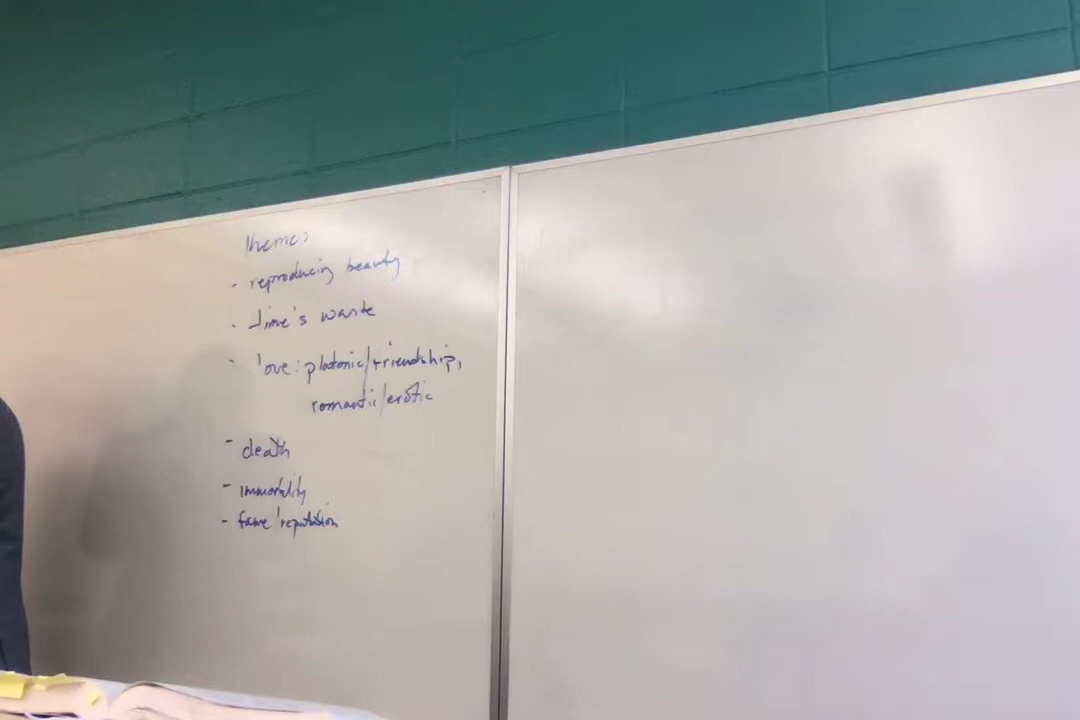 Themes
- reproducing beauty
- time's waste
- love: platonic/friendship,
romantic/erotic
- death
- immortality
- fame/reputation